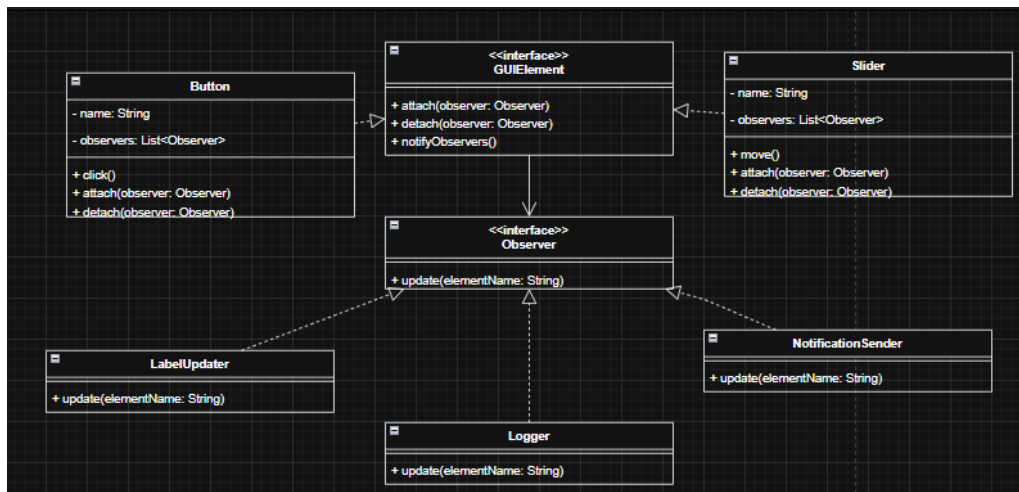 Button
- name: String
- observers: List<Observer>
+ click()
+ attach(observer: Observer)
+ detach(observer: Observer)
<<interface>>
GUIElement
+ attach(observer: Observer)
+ detach(observer: Observer)
+ notifyObservers()
Slider
- name: String
- observers: List<Observer>
+ move()
+ attach(observer: Observer)
+ detach(observer: Observer)
<<interface>>
Observer
+ update(elementName: String)
LabelUpdater
+ update(elementName: String)
Logger
+ update(elementName: String)
NotificationSender
+ update(elementName: String)